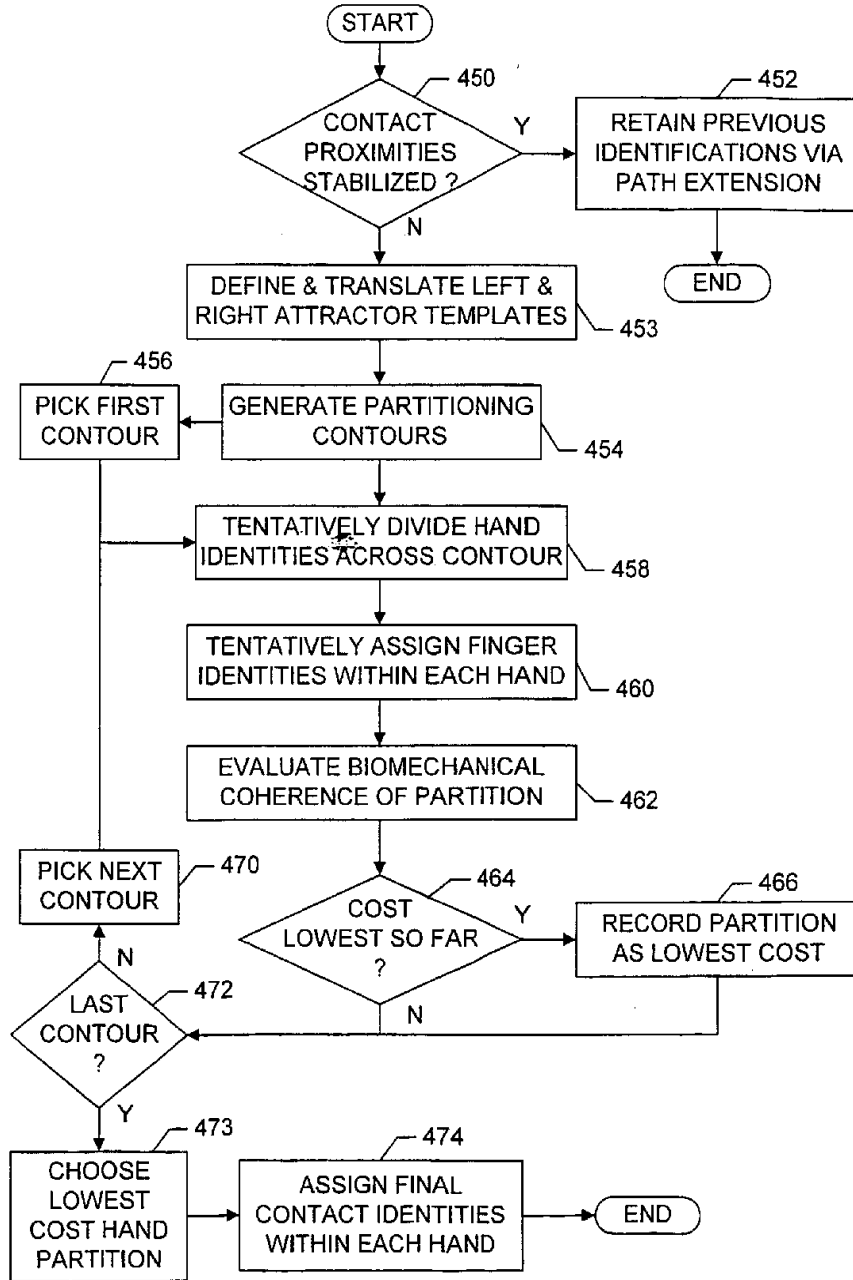 START
450
CONTACT
PROXIMITIES
STABILIZED ?
Y
N
452
RETAIN PREVIOUS
IDENTIFICATIONS VIA
PATH EXTENSION
END
DEFINE & TRANSLATE LEFT &
RIGHT ATTRACTOR TEMPLATES
453
456
PICK FIRST
CONTOUR
GENERATE PARTITIONING
CONTOURS
454
TENTATIVELY DIVIDE HAND
IDENTITIES ACROSS CONTOUR
458
TENTATIVELY ASSIGN FINGER
IDENTITIES WITHIN EACH HAND
460
EVALUATE BIOMECHANICAL
COHERENCE OF PARTITION
462
PICK NEXT
CONTOUR
470
464
COST
LOWEST SO FAR
?
Y
N
466
RECORD PARTITION
AS LOWEST COST
N
472
LAST
CONTOUR
?
Y
473
CHOOSE
LOWEST
COST HAND
PARTITION
474
ASSIGN FINAL
CONTACT IDENTITIES
WITHIN EACH HAND
END